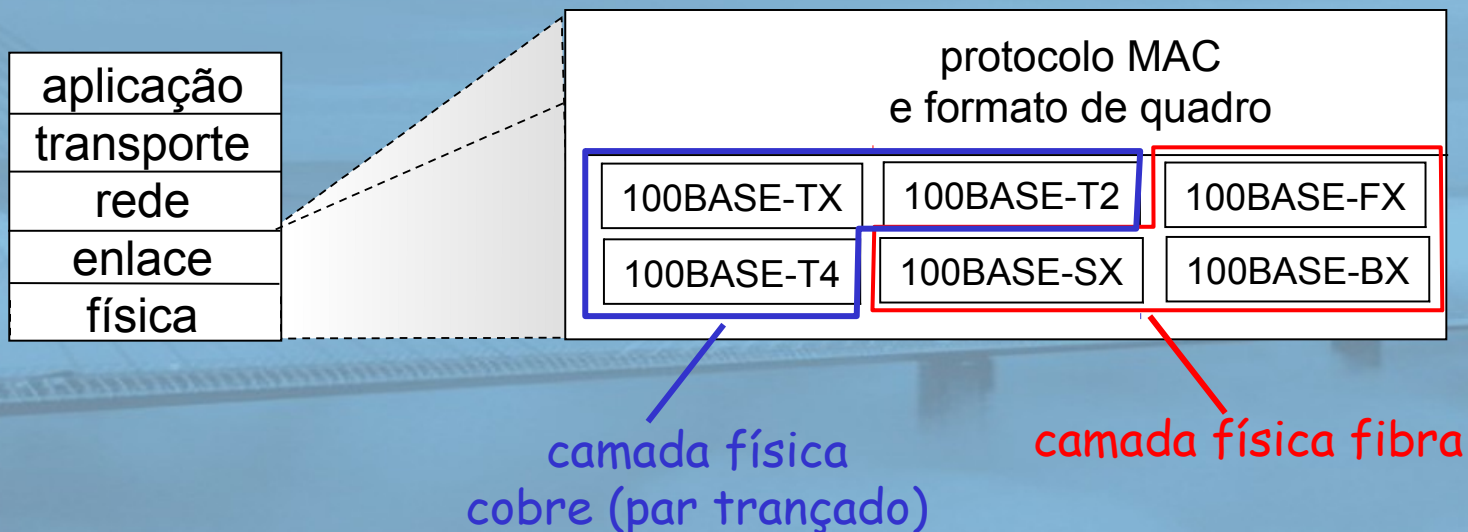 aplicação
transporte
rede
enlace
física
protocolo MAC
e formato de quadro
100BASE-TX
100BASE-T2
100BASE-FX
100BASE-T4
100BASE-SX
100BASE-BX
camada física
cobre (par trançado)
camada física fibra